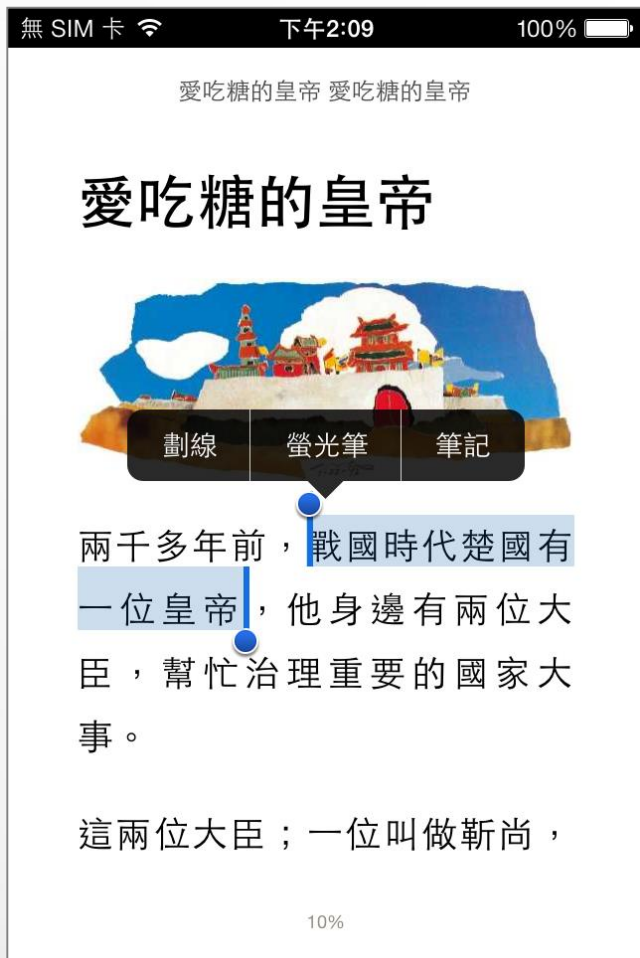 無 SIM 卡 下午2:09 100%
愛吃糖的皇帝 愛吃糖的皇帝
愛吃糖的皇帝
劃線 螢光筆 筆記
兩千多年前，戰國時代楚國有
一位皇帝，他身邊有兩位大
臣，幫忙治理重要的國家大
事。
這兩位大臣；一位叫做靳尚，
10%